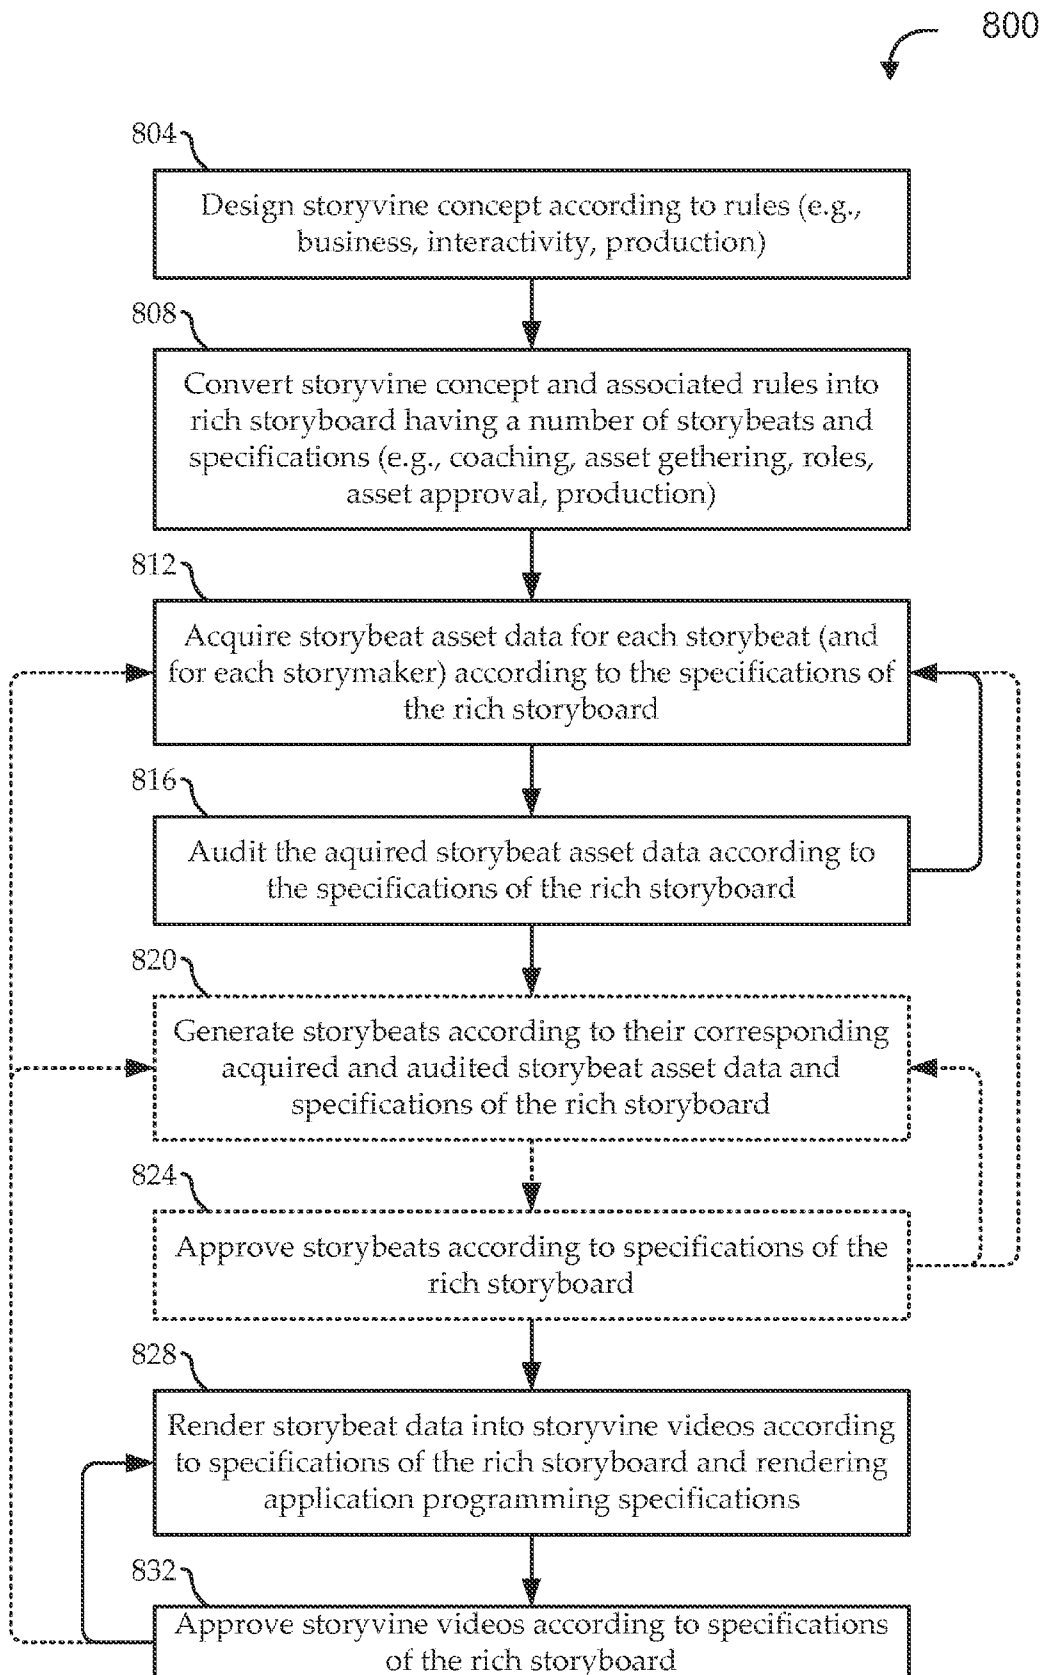 800
804
Design storyvine concept according to rules (e.g.,
business, interactivity, production)
808
Convert storyvine concept and associated rules into
rich storyboard having a number of storybeats and
specifications (e.g., coaching, asset gethering, roles,
asset approval, production)
812
Acquire storybeat asset data for each storybeat (and
for each storymaker) according to the specifications of
the rich storyboard
816
Audit the aquired storybeat asset data according to
the specifications of the rich storyboard
820
Generate storybeats according to their corresponding
acquired and audited storybeat asset data and
specifications of the rich storyboard
824
Approve storybeats according to specifications of the
rich storyboard
828
Render storybeat data into storyvine videos according
to specifications of the rich storyboard and rendering
application programming specifications
832
Approve storyvine videos according to specifications
of the rich storyboard